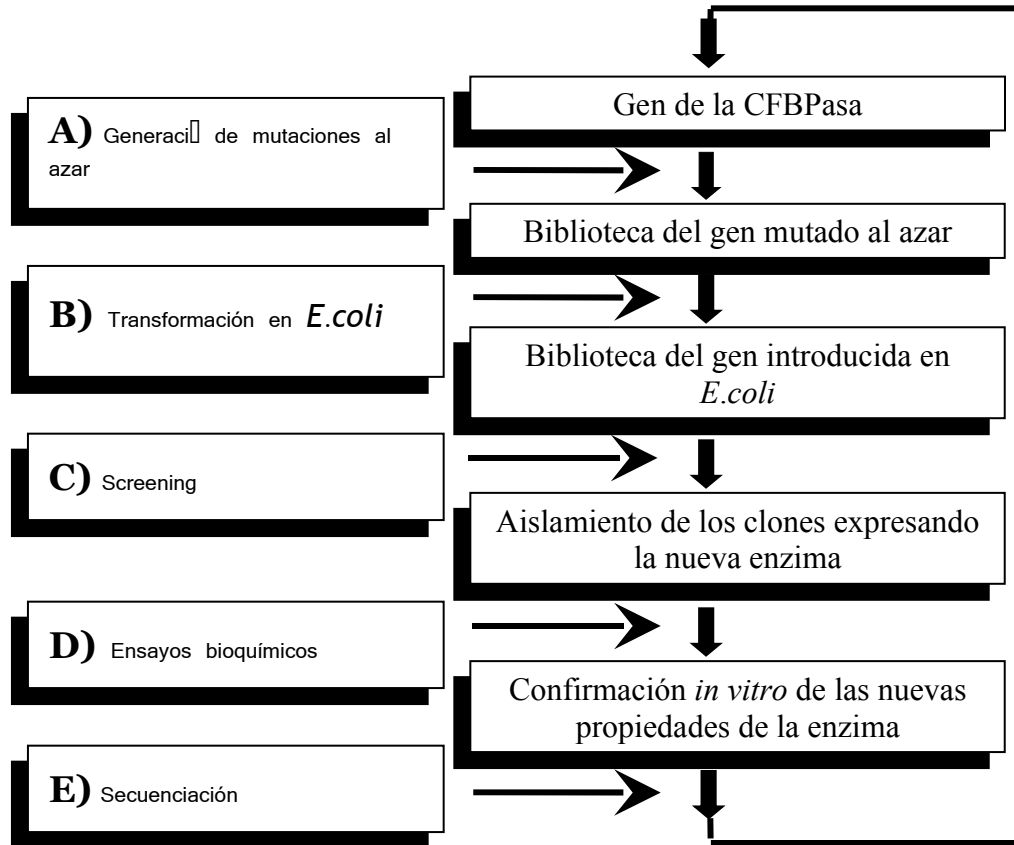 Gen de la CFBPasa
A) Generaci▯ de mutaciones al
azar
Biblioteca del gen mutado al azar
B) Transformación en E.coli
Biblioteca del gen introducida en
E.coli
C) Screening
Aislamiento de los clones expresando
la nueva enzima
D) Ensayos bioquímicos
Confirmación in vitro de las nuevas
propiedades de la enzima
E) Secuenciación